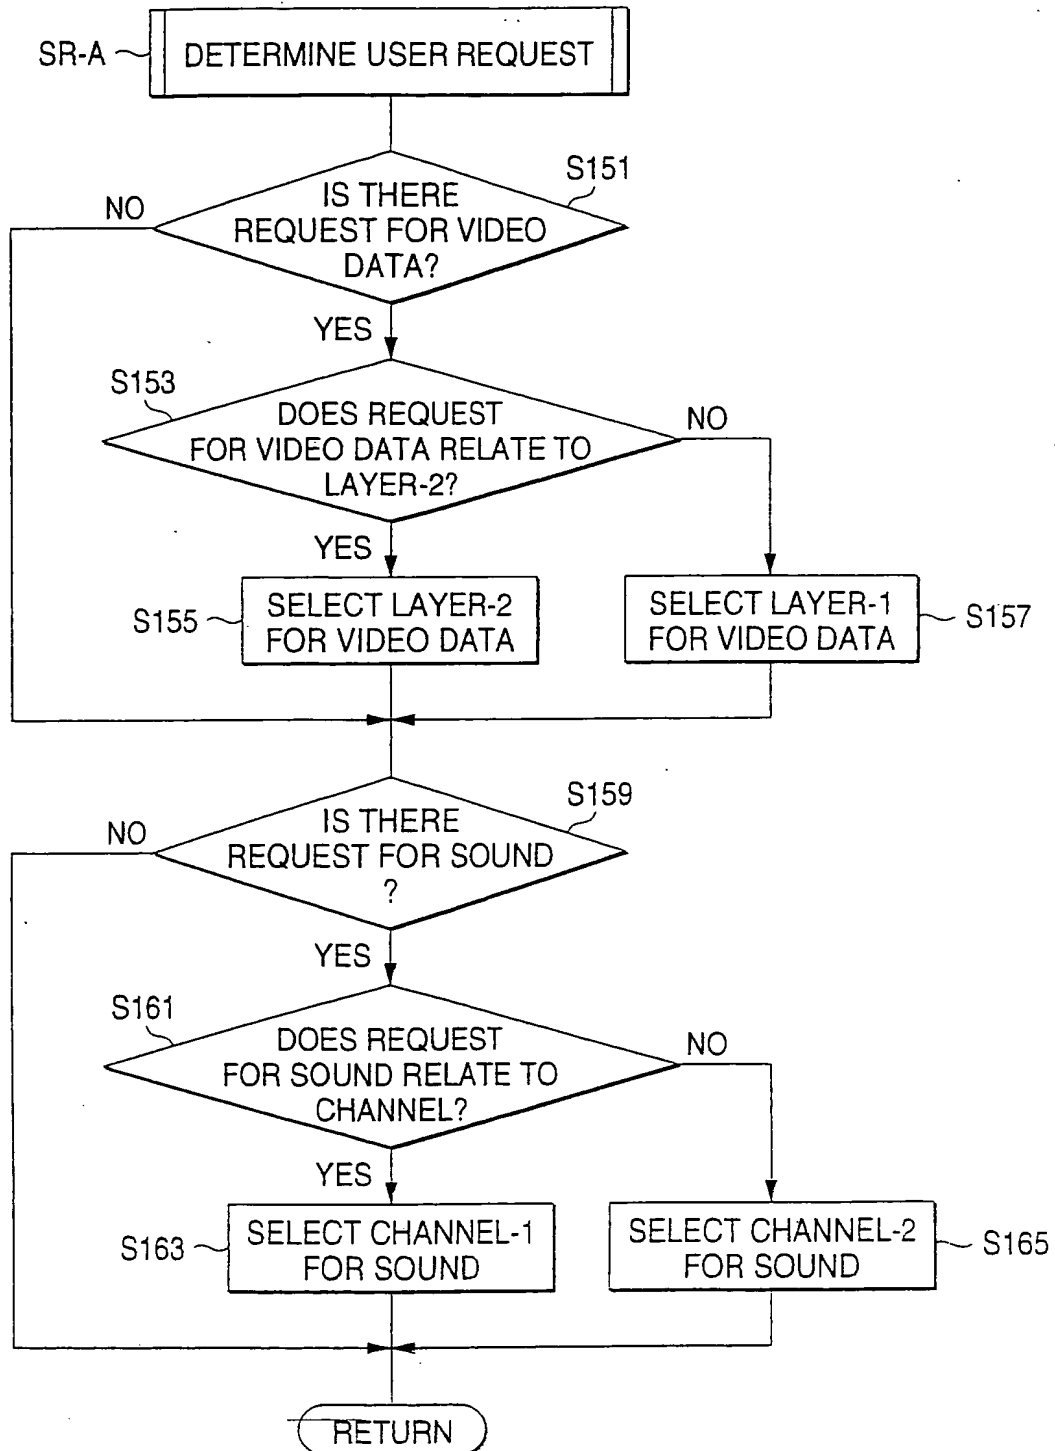 SR-A
DETERMINE USER REQUEST
S151
IS THERE
REQUEST FOR VIDEO
DATA?
NO
YES
S153
DOES REQUEST
FOR VIDEO DATA RELATE TO
LAYER-2?
NO
YES
S155
SELECT LAYER-2
FOR VIDEO DATA
SELECT LAYER-1
FOR VIDEO DATA
S157
S159
IS THERE
REQUEST FOR SOUND
?
NO
YES
S161
DOES REQUEST
FOR SOUND RELATE TO
CHANNEL?
NO
YES
S163
SELECT CHANNEL-1
FOR SOUND
SELECT CHANNEL-2
FOR SOUND
S165
RETURN